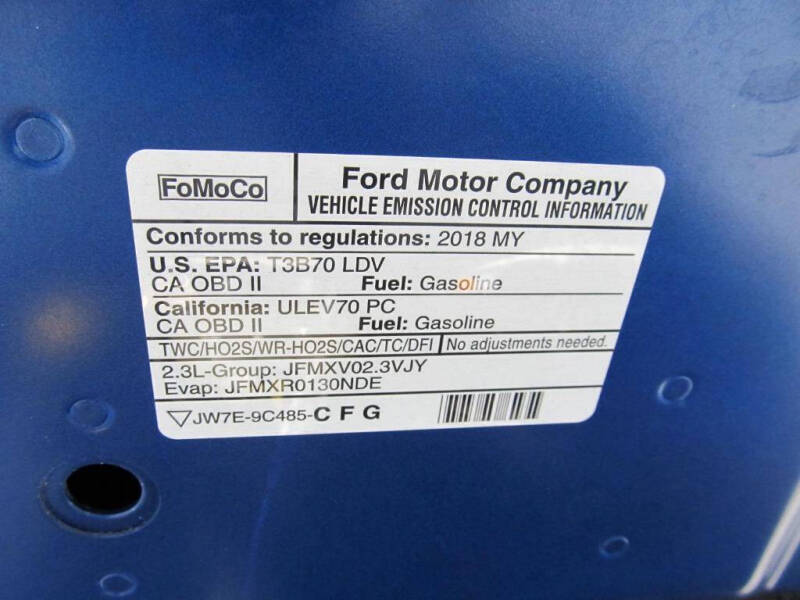 FoMoCo
Ford Motor Company
VEHICLE EMISSION CONTROL INFORMATION
Conforms to regulations: 2018 MY
U.S. EPA: T3B70 LDV
CA OBD II Fuel: Gasoline
California: ULEV70 PC
CA OBD II Fuel: Gasoline
TWC/HO2S/WR-HO2S/CAC/TC/DFI No adjustments needed.
2.3L-Group: JFMXV02.3VJY
Evap: JFMXR0130NDE
JW7E-9C485-C F G